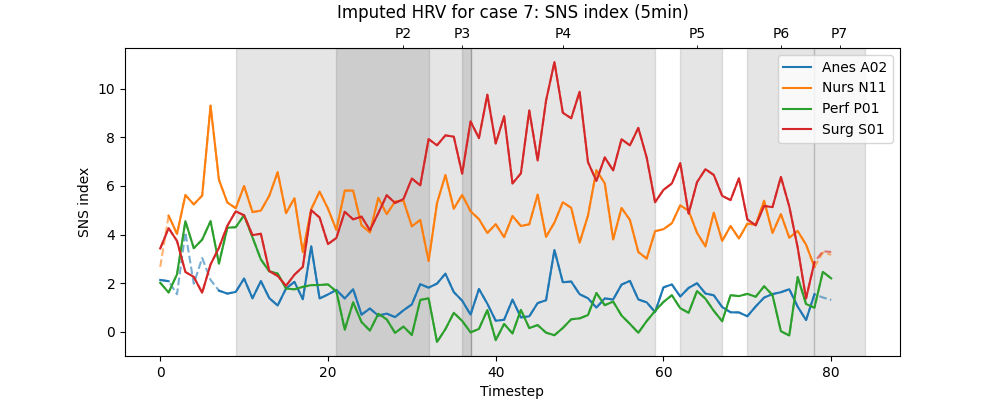 Imputed HRV for case 7: SNS index (5min)
P2 P3 P4 P5 P6 P7
Anes A02
Nurs N11
Perf P01
Surg S01
SNS index
10
8
6
4
2
0
0 20 40 60 80
Timestep